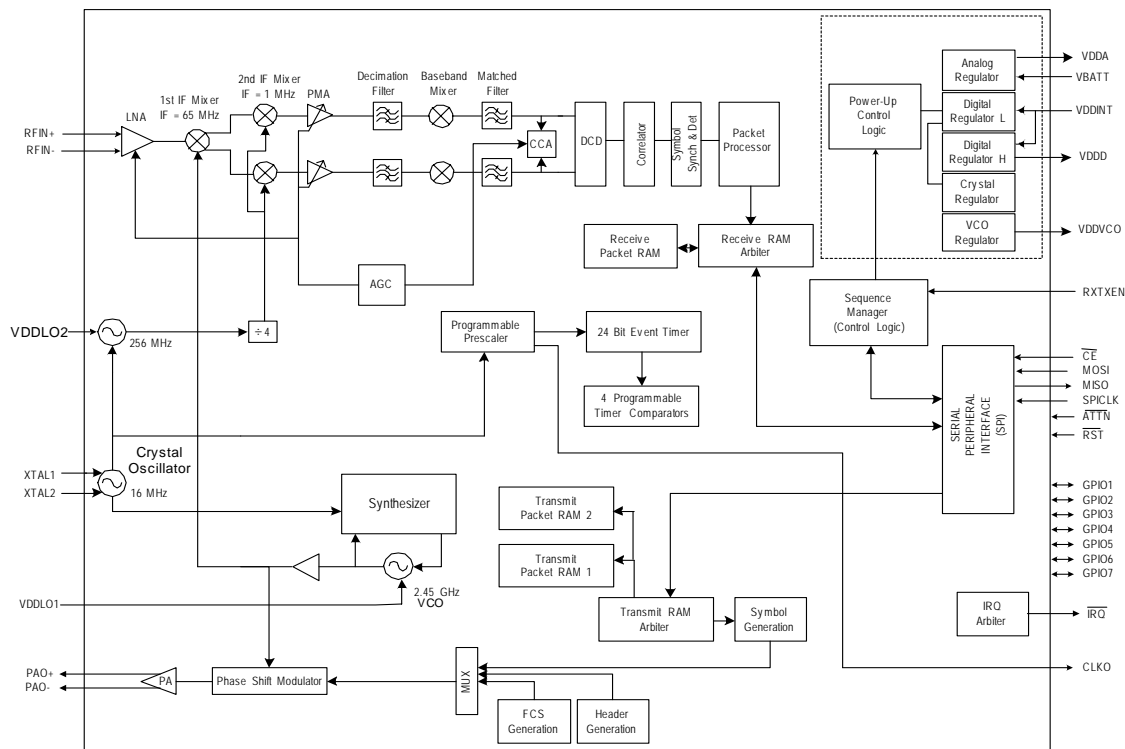 LNA
1st IF Mixer
IF = 65 MHz
2nd IF Mixer
IF = 1 MHz
PMA
Decimation
Filter
Baseband
Mixer
Matched
Filter
RFIN+
RFIN-
CCA
DCD
Correlator
Symbol
Synch & Det
Packet
Processor
Power-Up
Control
Logic
Analog
Regulator
Digital
Regulator L
Digital
Regulator H
Crystal
Regulator
VCO
Regulator
VDDA
VBATT
VDDINT
VDDD
VDDVCO
Receive
Packet RAM
Receive RAM
Arbiter
AGC
Sequence
Manager
(Control Logic)
RXTXEN
VDDLO2
256 MHz
÷4
Programmable
Prescaler
24 Bit Event Timer
4 Programmable
Timer Comparators
SERIAL
PERIPHERAL
INTERFACE
(SPI)
CE
MOSI
MISO
SPICLK
ATTN
RST
GPIO1
GPIO2
GPIO3
GPIO4
GPIO5
GPIO6
GPIO7
Crystal
Oscillator
XTAL1
XTAL2
16 MHz
Synthesizer
2.45 GHz
VCO
VDDLO1
Transmit
Packet RAM 2
Transmit
Packet RAM 1
Transmit RAM
Arbiter
Symbol
Generation
IRQ
Arbiter
IRQ
CLKO
PAO+
PAO-
PA
Phase Shift Modulator
MUX
FCS
Generation
Header
Generation